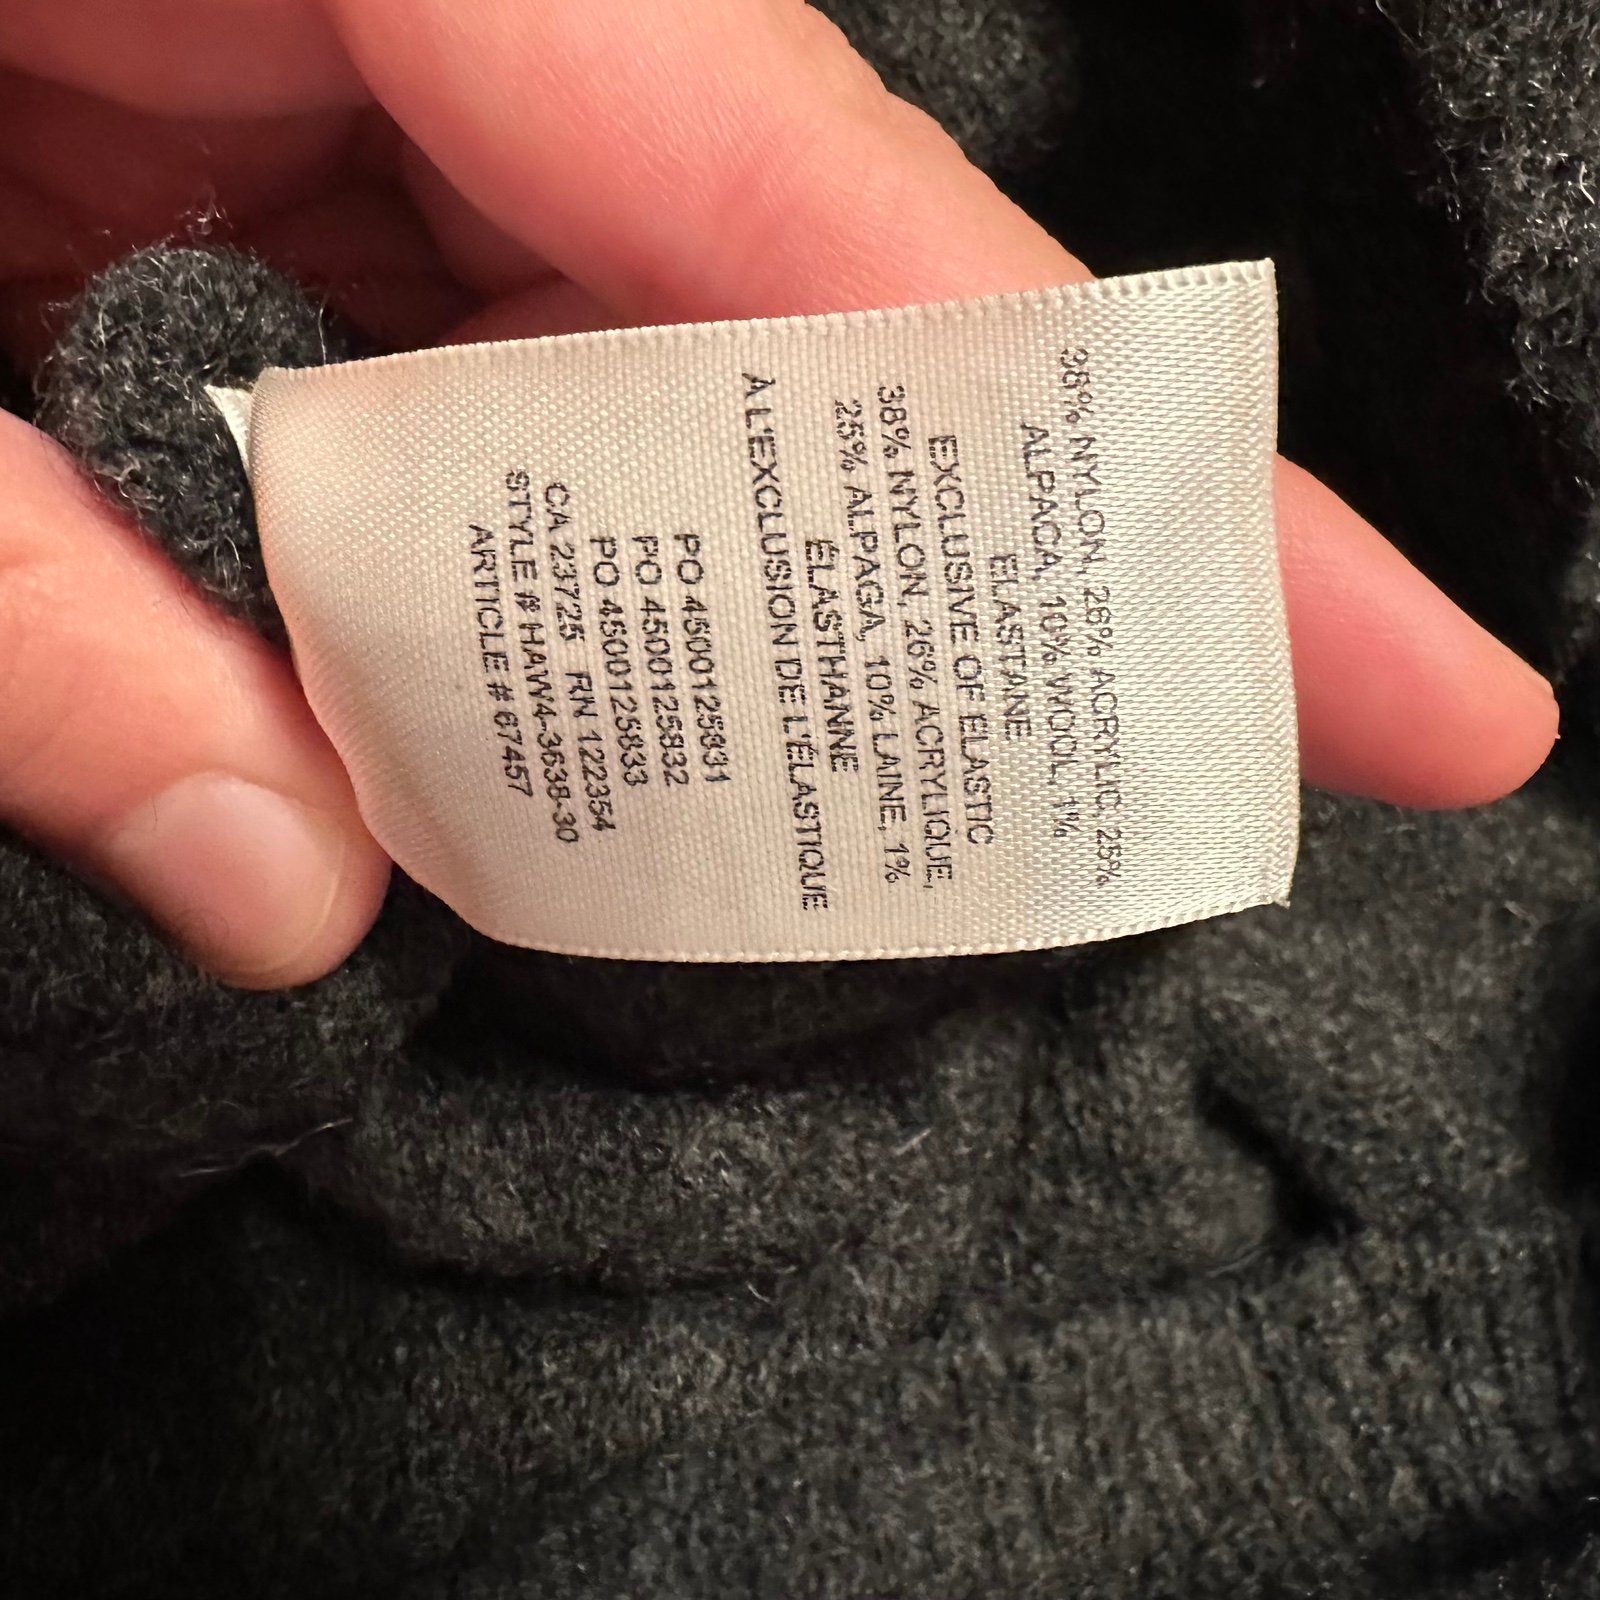 38% NYLON, 26% ACRYLIC, 25%
ALPACA, 10% WOOL, 1%
ELASTANE
EXCLUSIVE OF ELASTIC
38% NYLON, 26% ACRYLIQUE,
25% ALPAGA, 10% LAINE, 1%
ÉLASTHANNE
A L'EXCLUSION DE L'ÉLASTIQUE
PO 4500125831
PO 4500125832
PO 4500125833
CA 23725 RN 122354
STYLE # HAW4-3638-30
ARTICLE # 67457